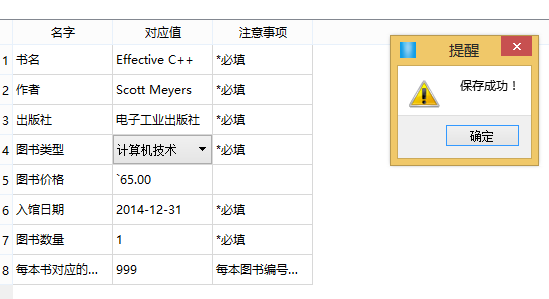 名字 对应值 注意事项
1 书名 Effective C++ *必填
2 作者 Scott Meyers *必填
3 出版社 电子工业出版社 *必填
4 图书类型 计算机技术 *必填
5 图书价格 `65.00
6 入馆日期 2014-12-31 *必填
7 图书数量 1 *必填
8 每本书对应的... 999 每本图书编号...
提醒
保存成功！
确定